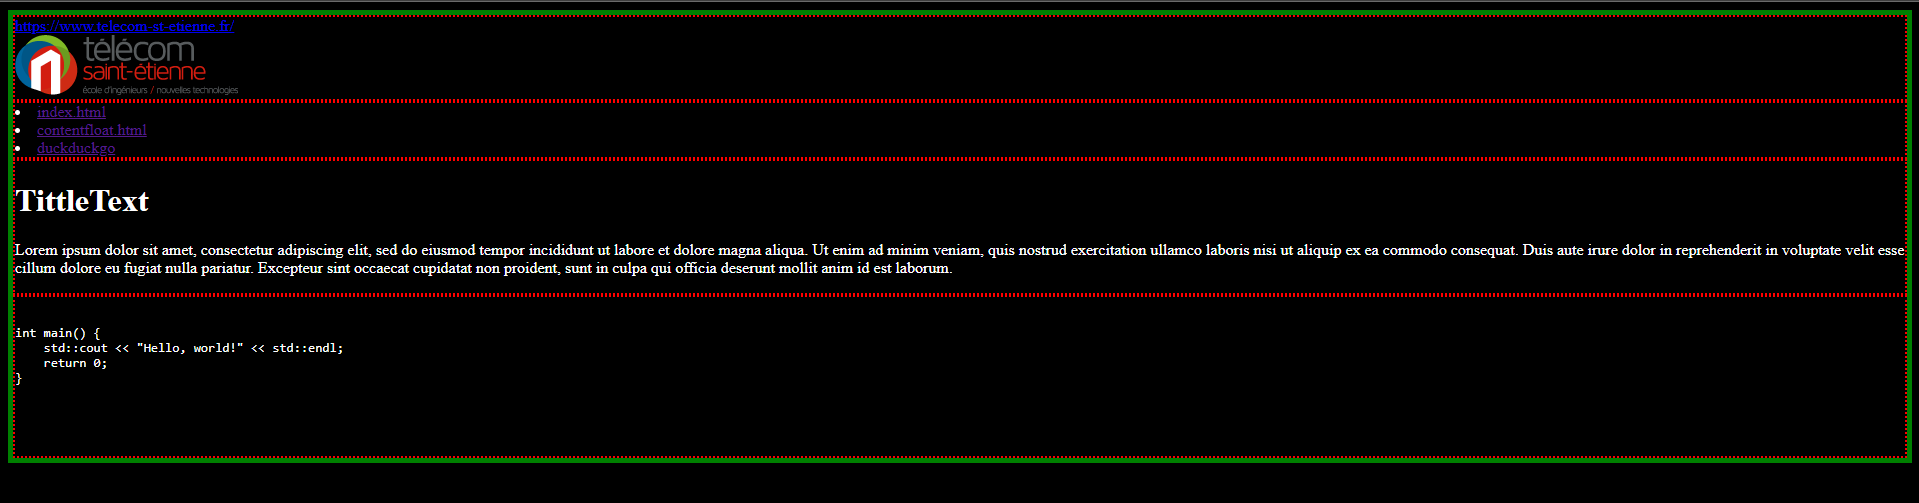 https://www.telecom-st-etienne.fr/
télécom
saint-étienne
école d'ingénieurs / nouvelles technologies
index.html
contentfloat.html
duckduckgo
TittleText
Lorem ipsum dolor sit amet, consectetur adipiscing elit, sed do eiusmod tempor incididunt ut labore et dolore magna aliqua. Ut enim ad minim veniam, quis nostrud exercitation ullamco laboris nisi ut aliquip ex ea commodo consequat. Duis aute irure dolor in reprehenderit in voluptate velit esse
cillum dolore eu fugiat nulla pariatur. Excepteur sint occaecat cupidatat non proident, sunt in culpa qui officia deserunt mollit anim id est laborum.
int main() {
    std::cout << "Hello, world!" << std::endl;
    return 0;
}